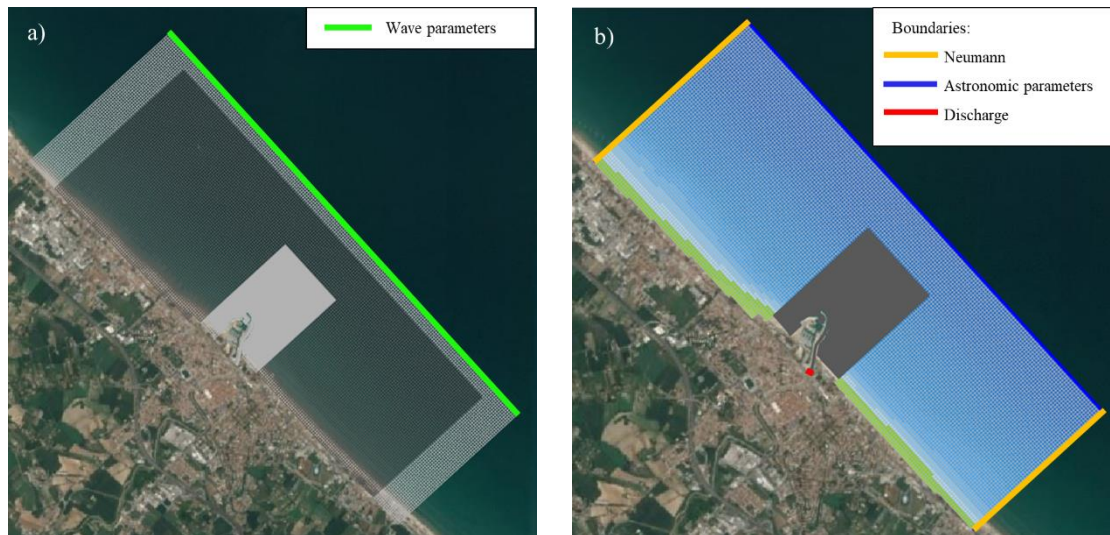 a)
Wave parameters
b)
Boundaries:
Neumann
Astronomic parameters
Discharge